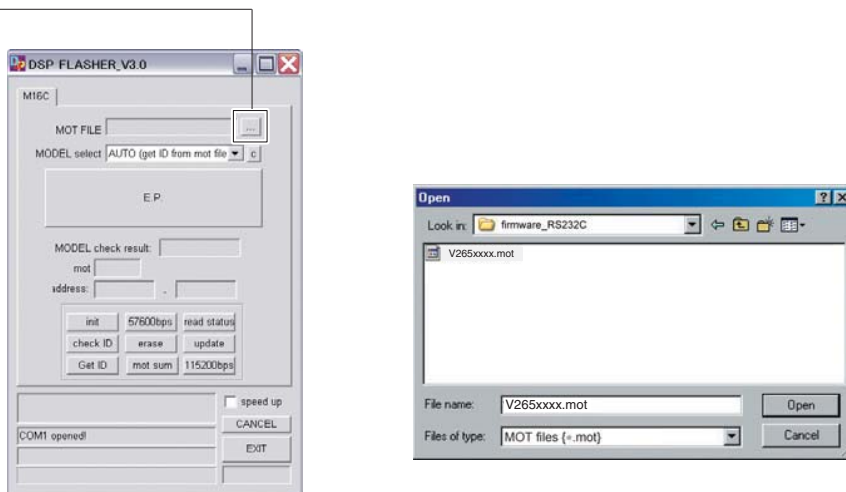 DSP FLASHER_V3.0
M16C
MOT FILE ...
MODEL select AUTO (get ID from mot file c
E.P.
MODEL check result:
mot
address: -
init 57600bps read status
check ID erase update
Get ID mot sum 115200bps
speed up
CANCEL
COM1 opened!
EXIT
Open
Look in: firmware_RS232C
V265xxxx.mot
File name: V265xxxx.mot Open
Files of type: MOT files {*.mot} Cancel